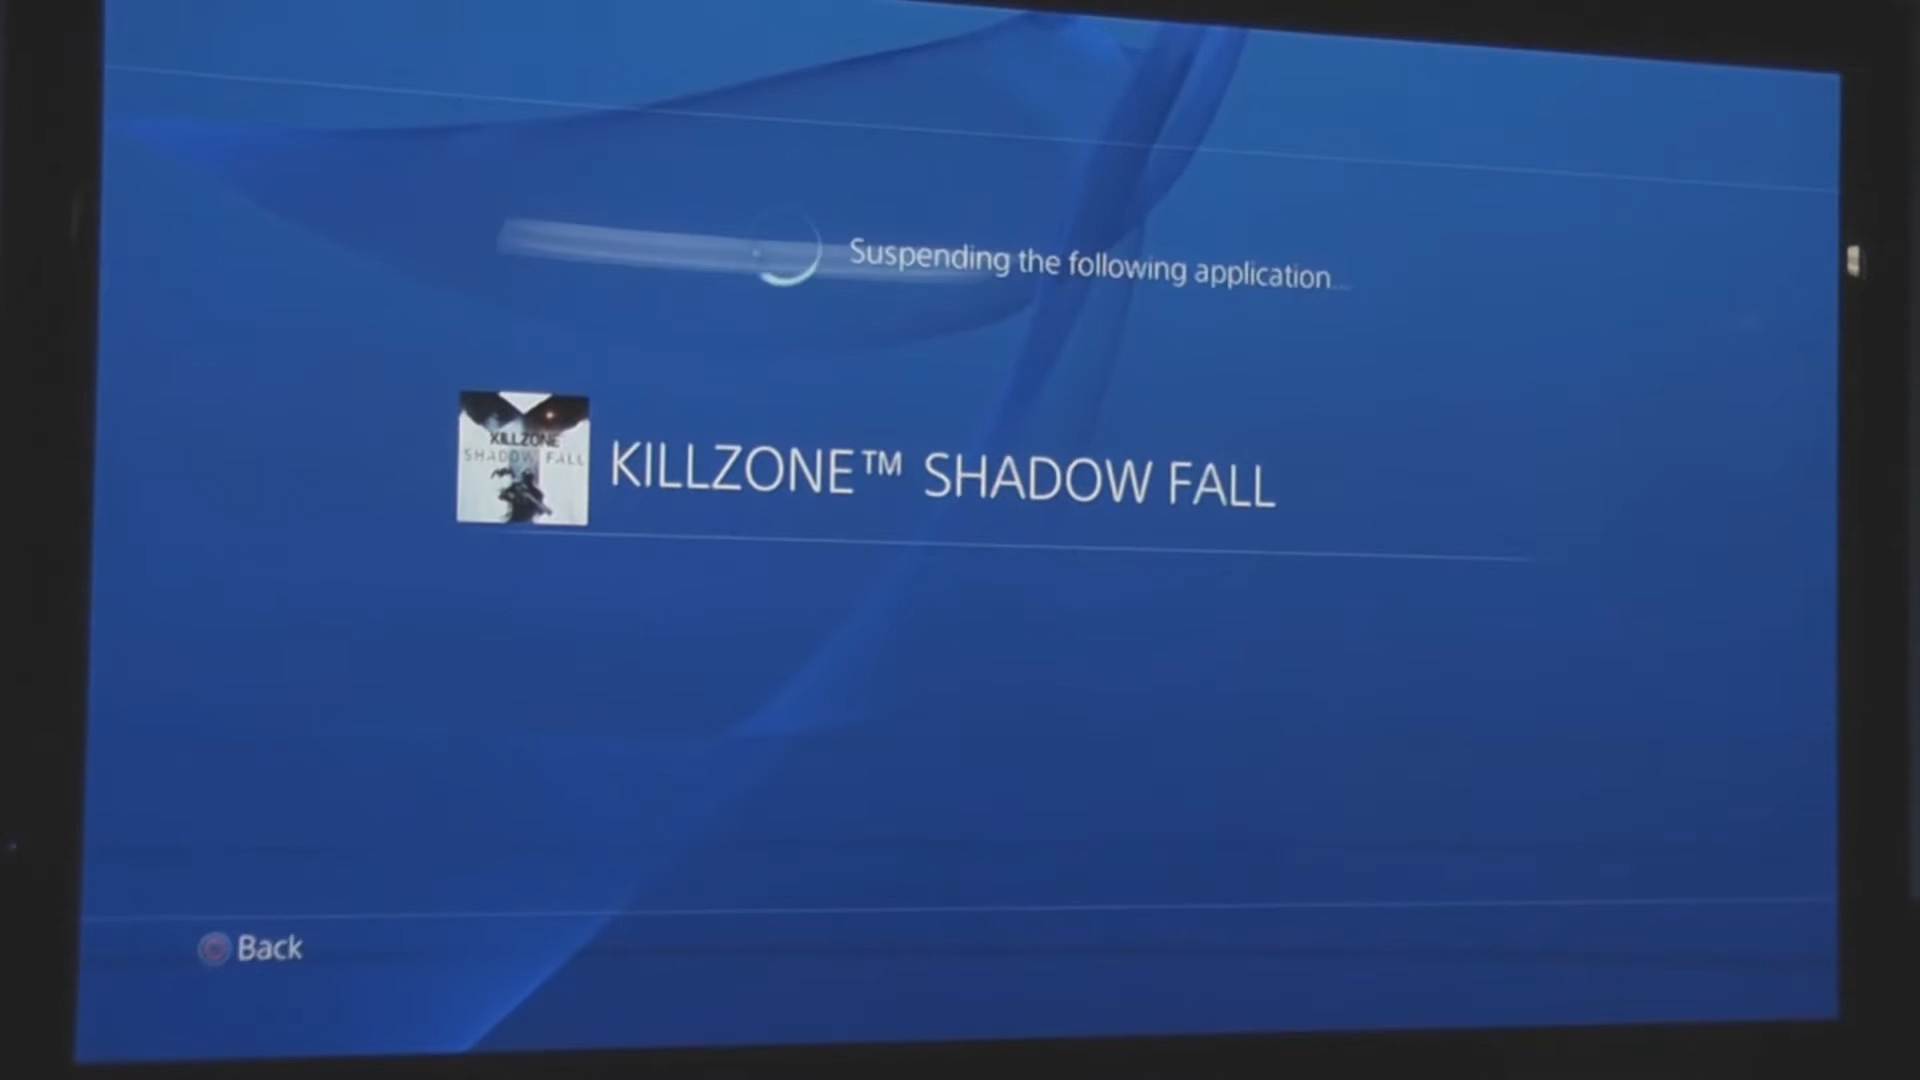 Suspending the following application...
KILLZONE
SHADOW FALL
KILLZONE™ SHADOW FALL
Back